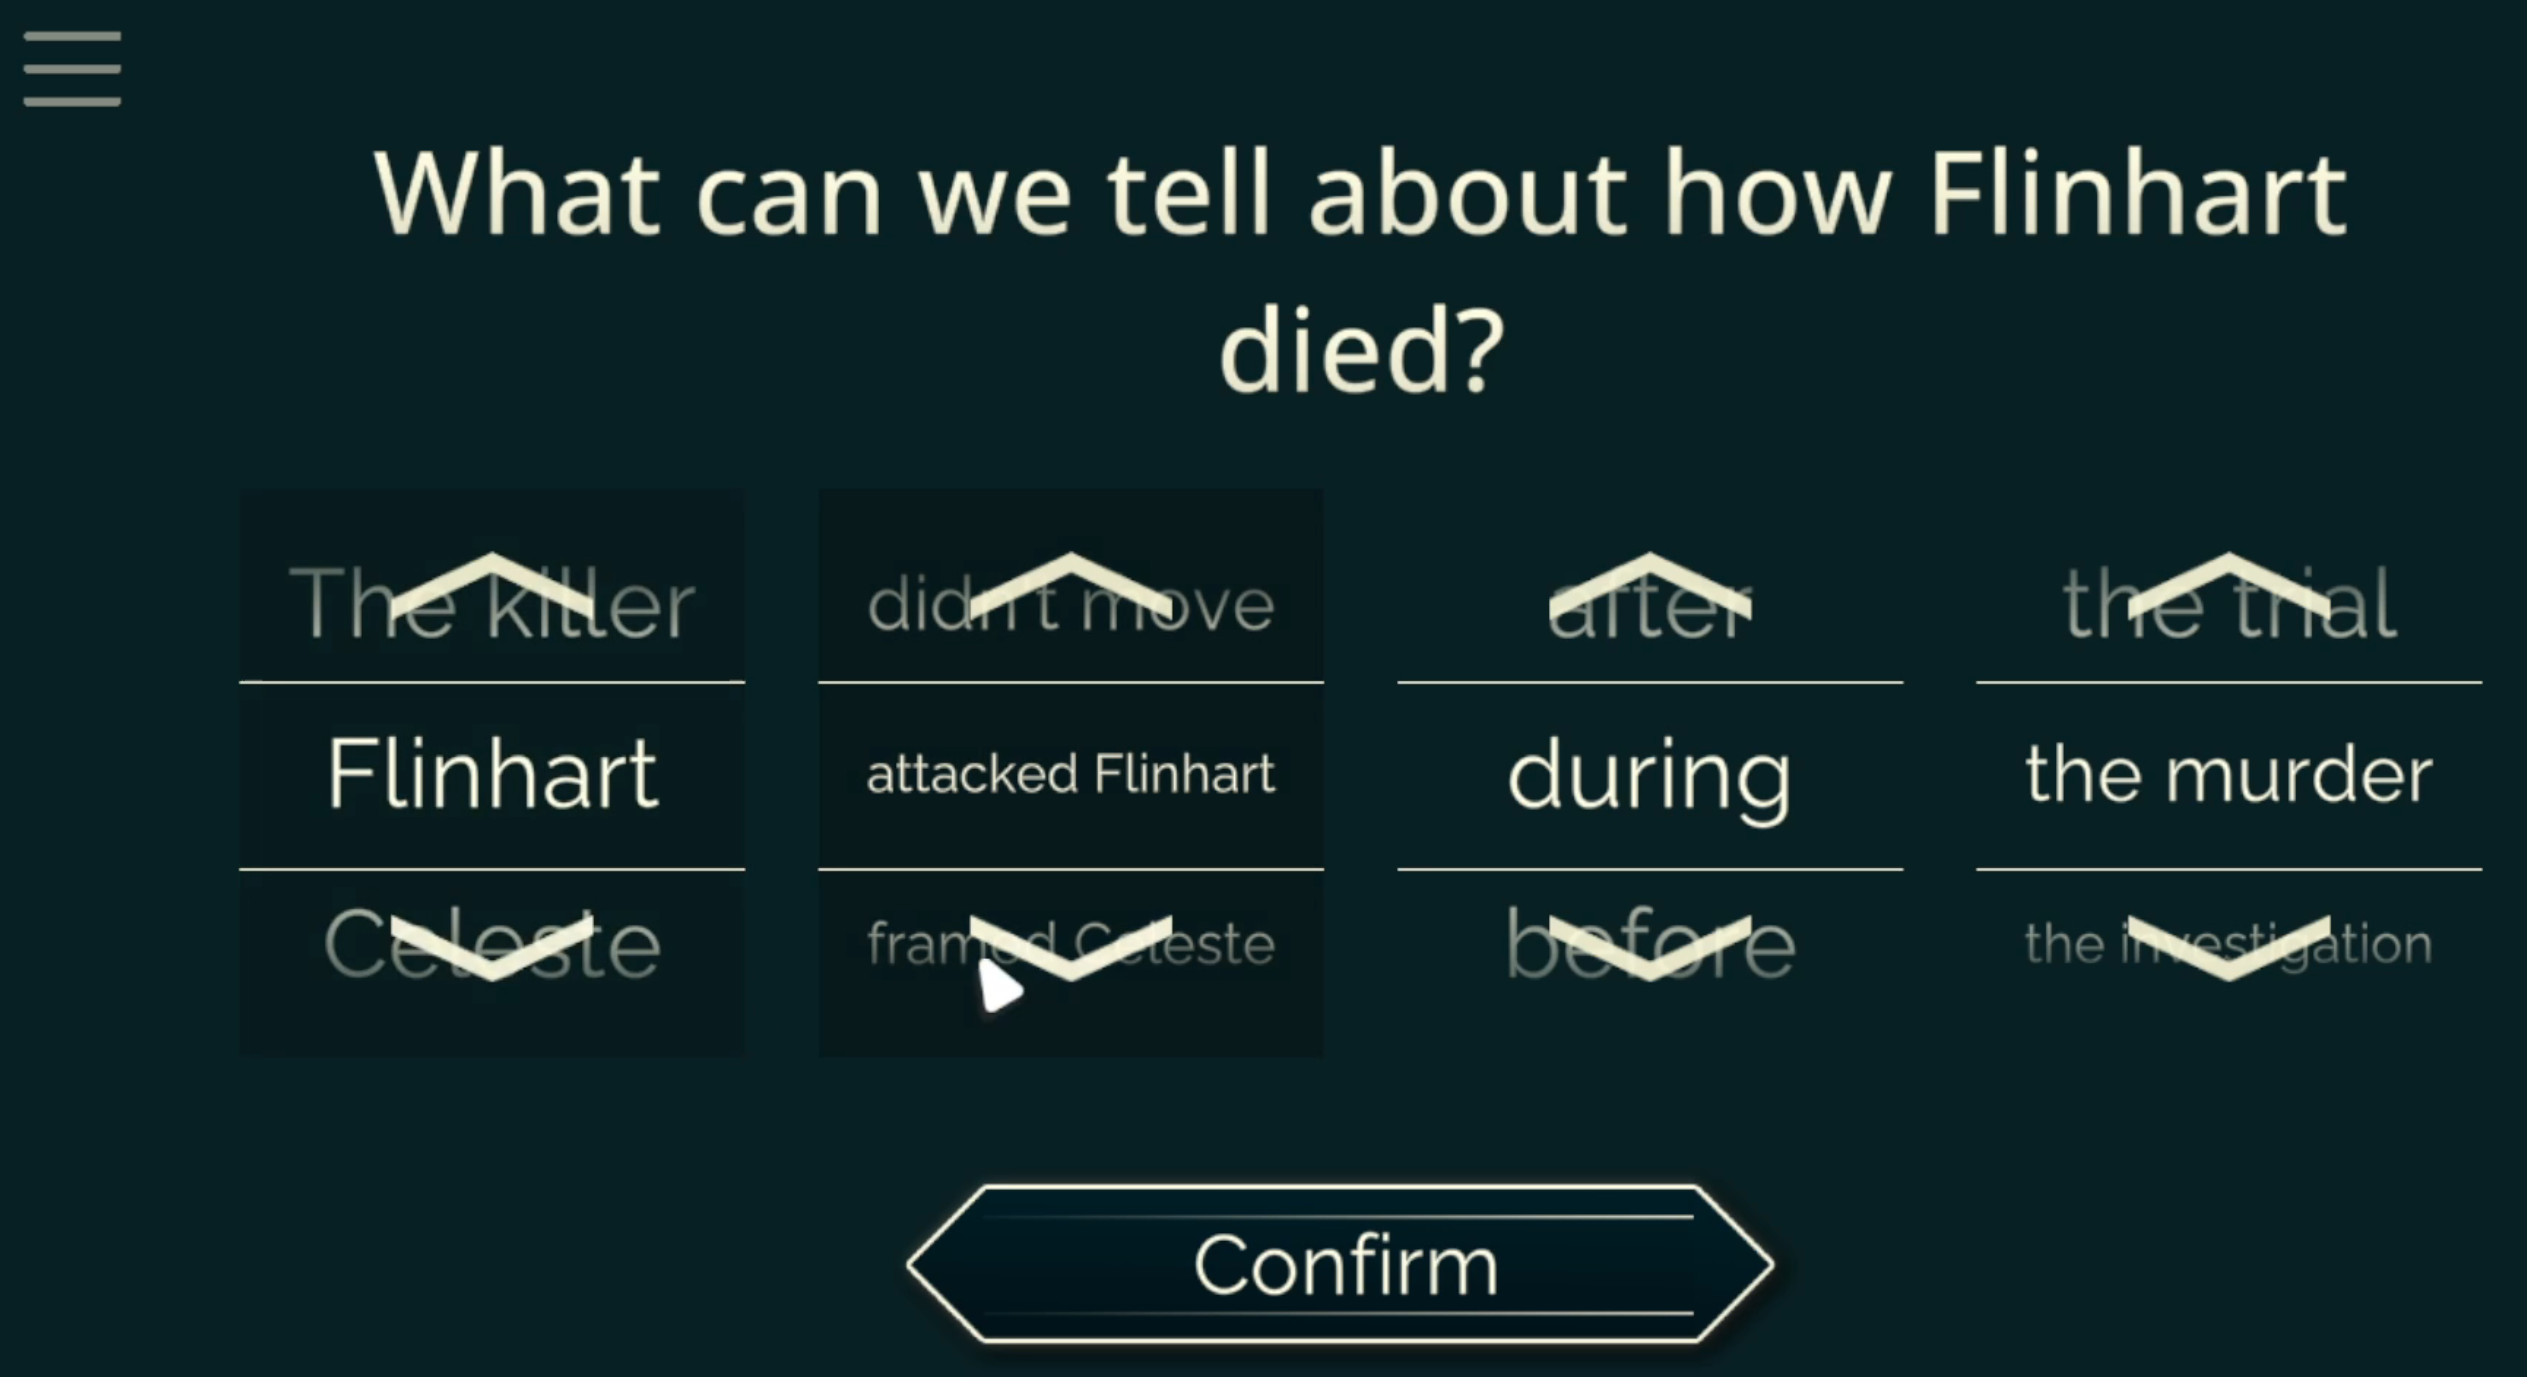 What can we tell about how Flinhart
died?
The killer didn't move after the trial
Flinhart attacked Flinhart during the murder
Celeste framed Celeste before the investigation
Confirm